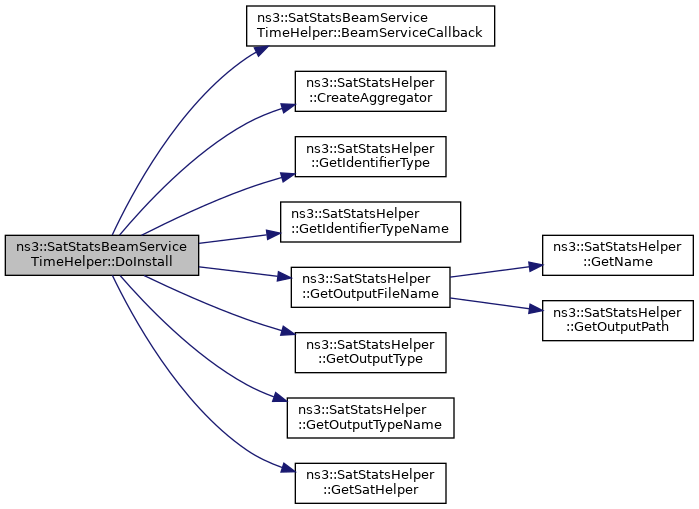 ns3::SatStatsBeamService
TimeHelper::BeamServiceCallback
ns3::SatStatsHelper
::CreateAggregator
ns3::SatStatsHelper
::GetIdentifierType
ns3::SatStatsHelper
::GetIdentifierTypeName
ns3::SatStatsBeamService
TimeHelper::DoInstall
ns3::SatStatsHelper
::GetOutputFileName
ns3::SatStatsHelper
::GetName
ns3::SatStatsHelper
::GetOutputPath
ns3::SatStatsHelper
::GetOutputType
ns3::SatStatsHelper
::GetOutputTypeName
ns3::SatStatsHelper
::GetSatHelper